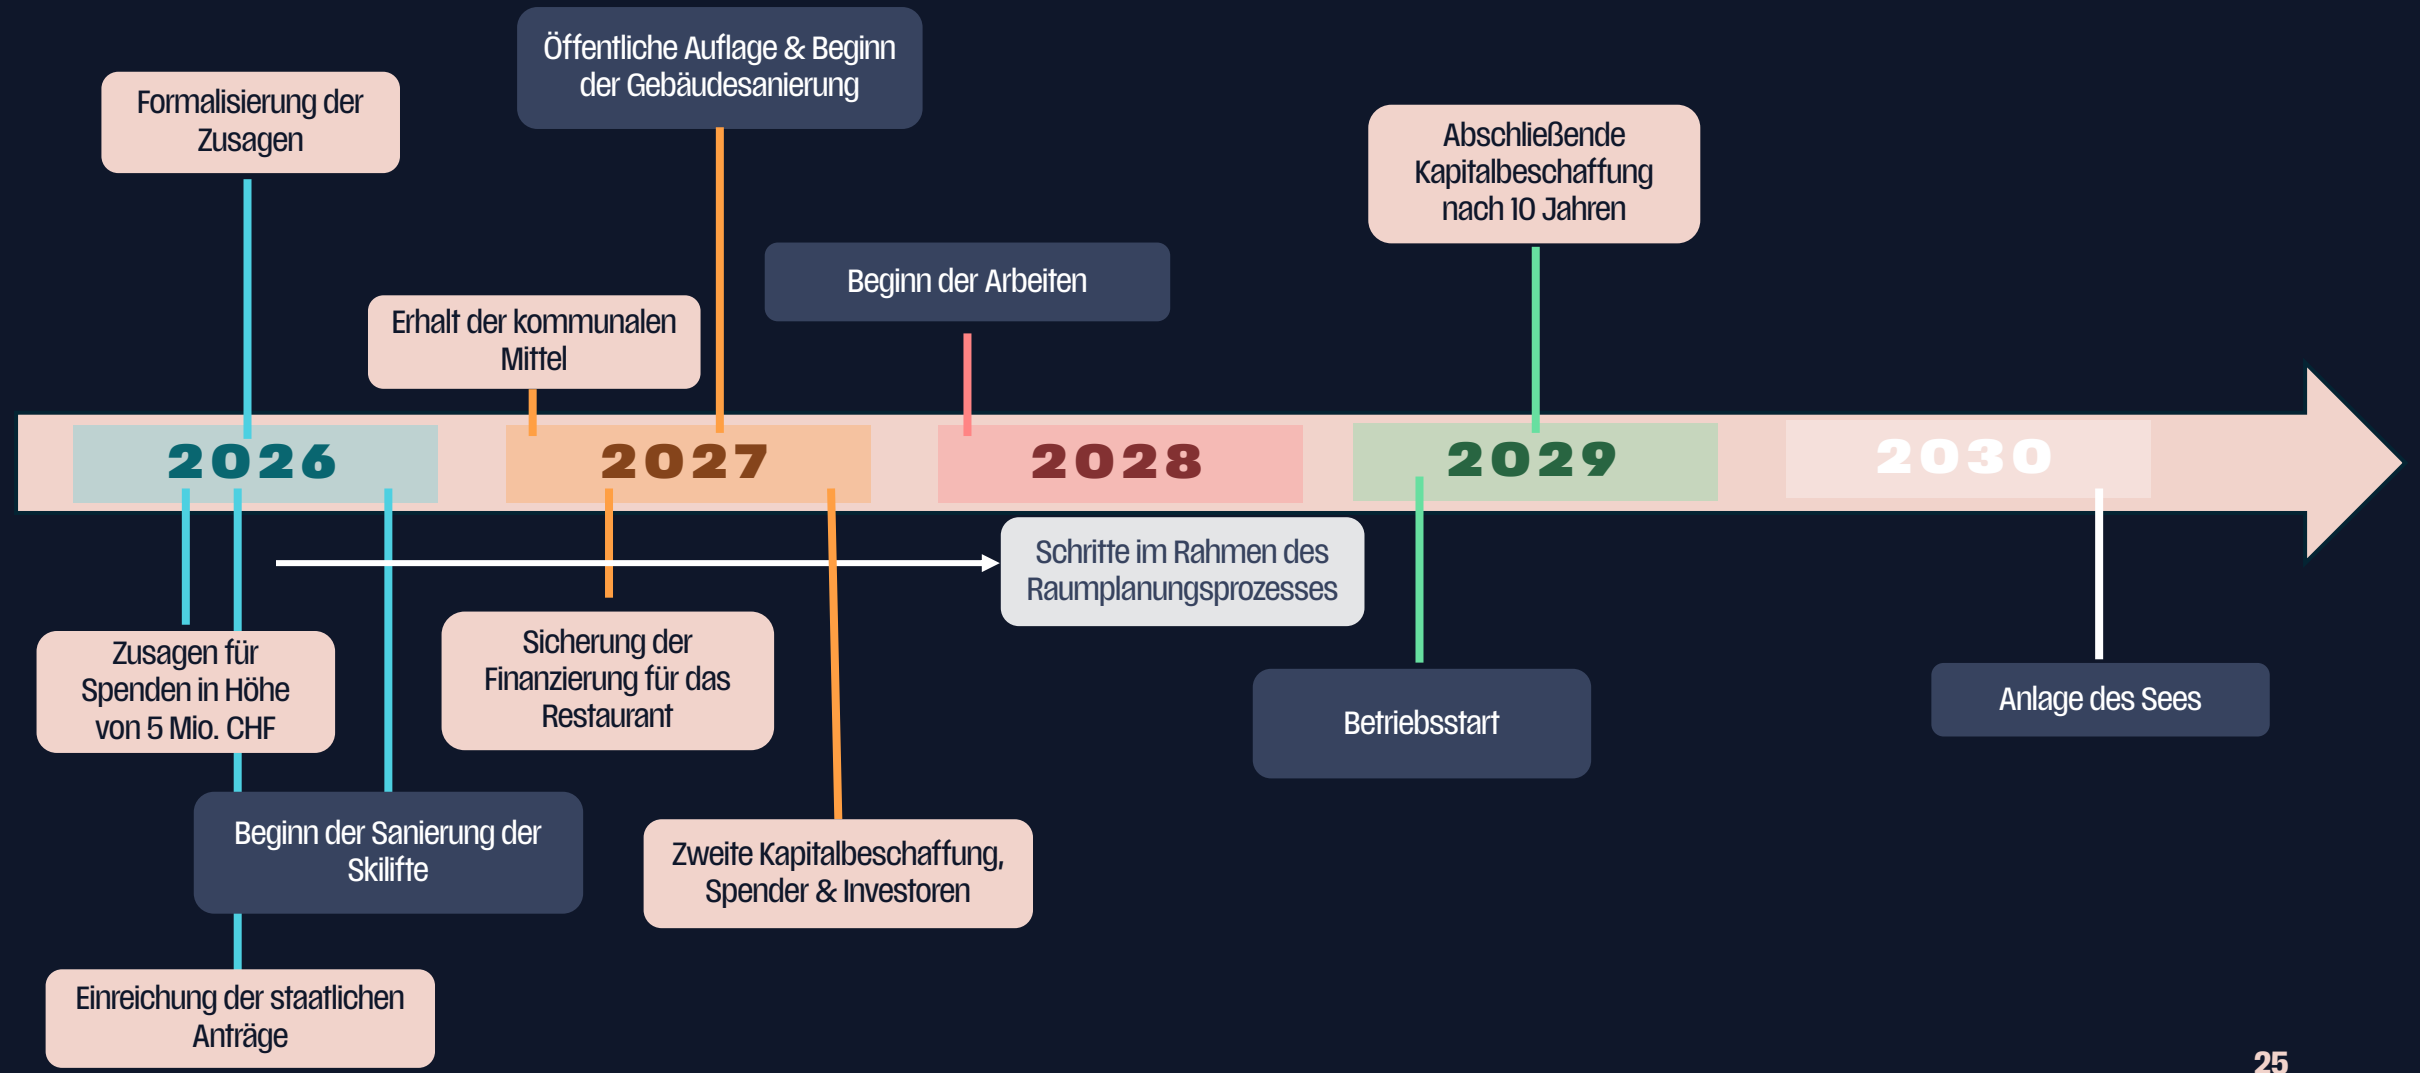 Öffentliche Auflage & Beginn
der Gebäudesanierung
Formalisierung der
Zusagen
Abschließende
Kapitalbeschaffung
nach 10 Jahren
Beginn der Arbeiten
Erhalt der kommunalen
Mittel
2026
2027
2028
2029
2030
Schritte im Rahmen des
Raumplanungsprozesses
Zusagen für
Spenden in Höhe
von 5 Mio. CHF
Sicherung der
Finanzierung für das
Restaurant
Betriebsstart
Anlage des Sees
Beginn der Sanierung der
Skilifte
Zweite Kapitalbeschaffung,
Spender & Investoren
Einreichung der staatlichen
Anträge
25